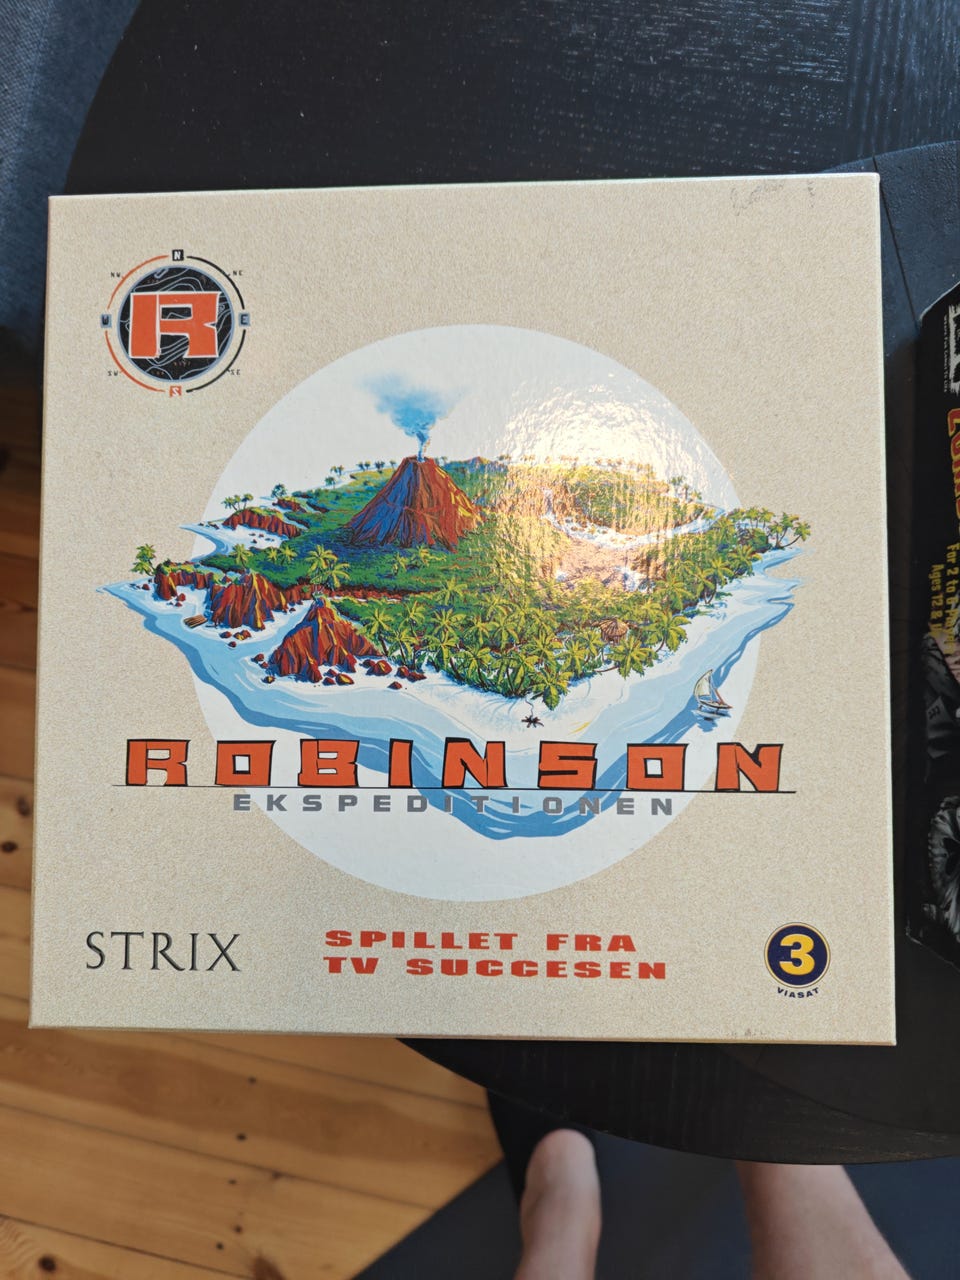 N
NW NE
R
W E
SW SE
S
ROBINSON
EKSPEDITIONEN
STRIX
SPILLET FRA
TV SUCCESEN
3
VIASAT